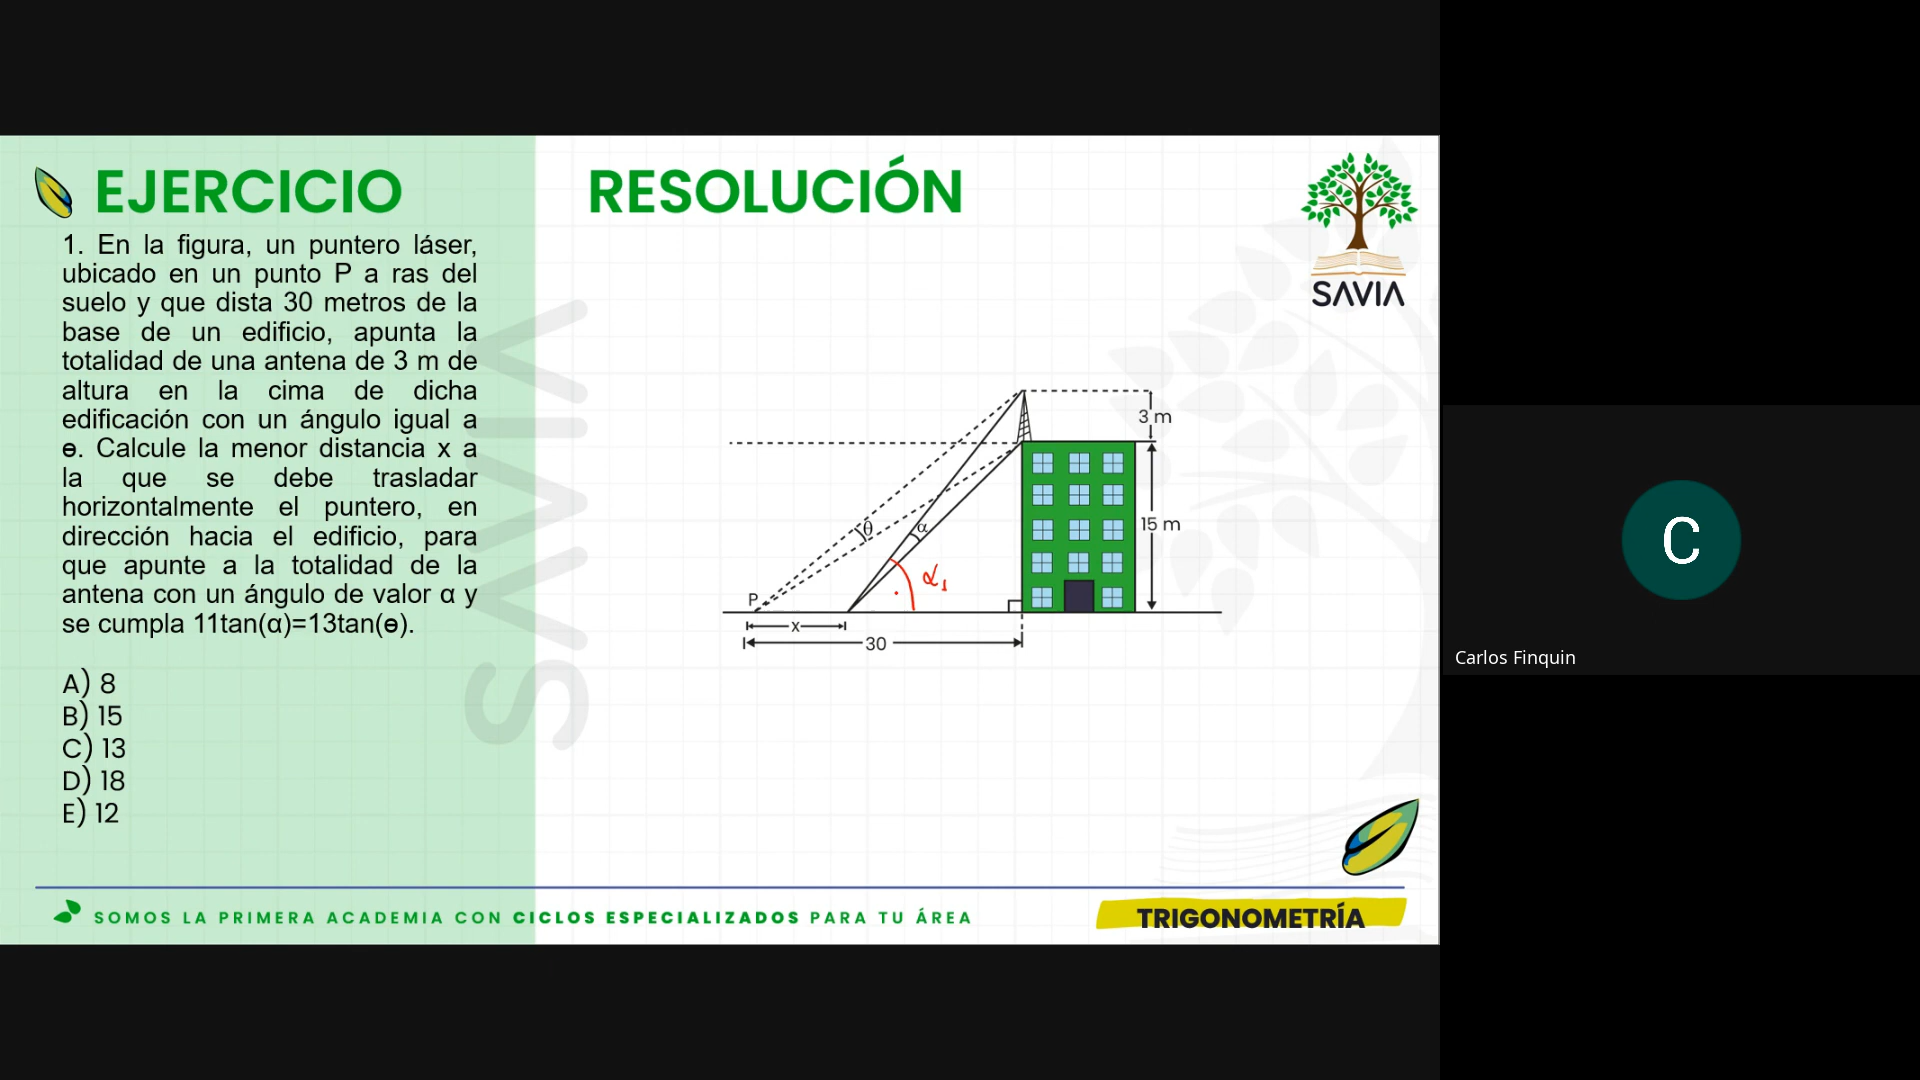 EJERCICIO
1. En la figura, un puntero láser,
ubicado en un punto P a ras del
suelo y que dista 30 metros de la
base de un edificio, apunta la
totalidad de una antena de 3 m de
altura en la cima de dicha
edificación con un ángulo igual a
ɵ. Calcule la menor distancia x a
la que se debe trasladar
horizontalmente el puntero, en
dirección hacia el edificio, para
que apunte a la totalidad de la
antena con un ángulo de valor α y
se cumpla 11tan(α)=13tan(ɵ).
A) 8
B) 15
C) 13
D) 18
E) 12
RESOLUCIÓN
SAVIA
SAVIA
3 m
θ
α
15 m
α₁
P
x
30
SOMOS LA PRIMERA ACADEMIA CON CICLOS ESPECIALIZADOS PARA TU ÁREA
TRIGONOMETRÍA
C
Carlos Finquin